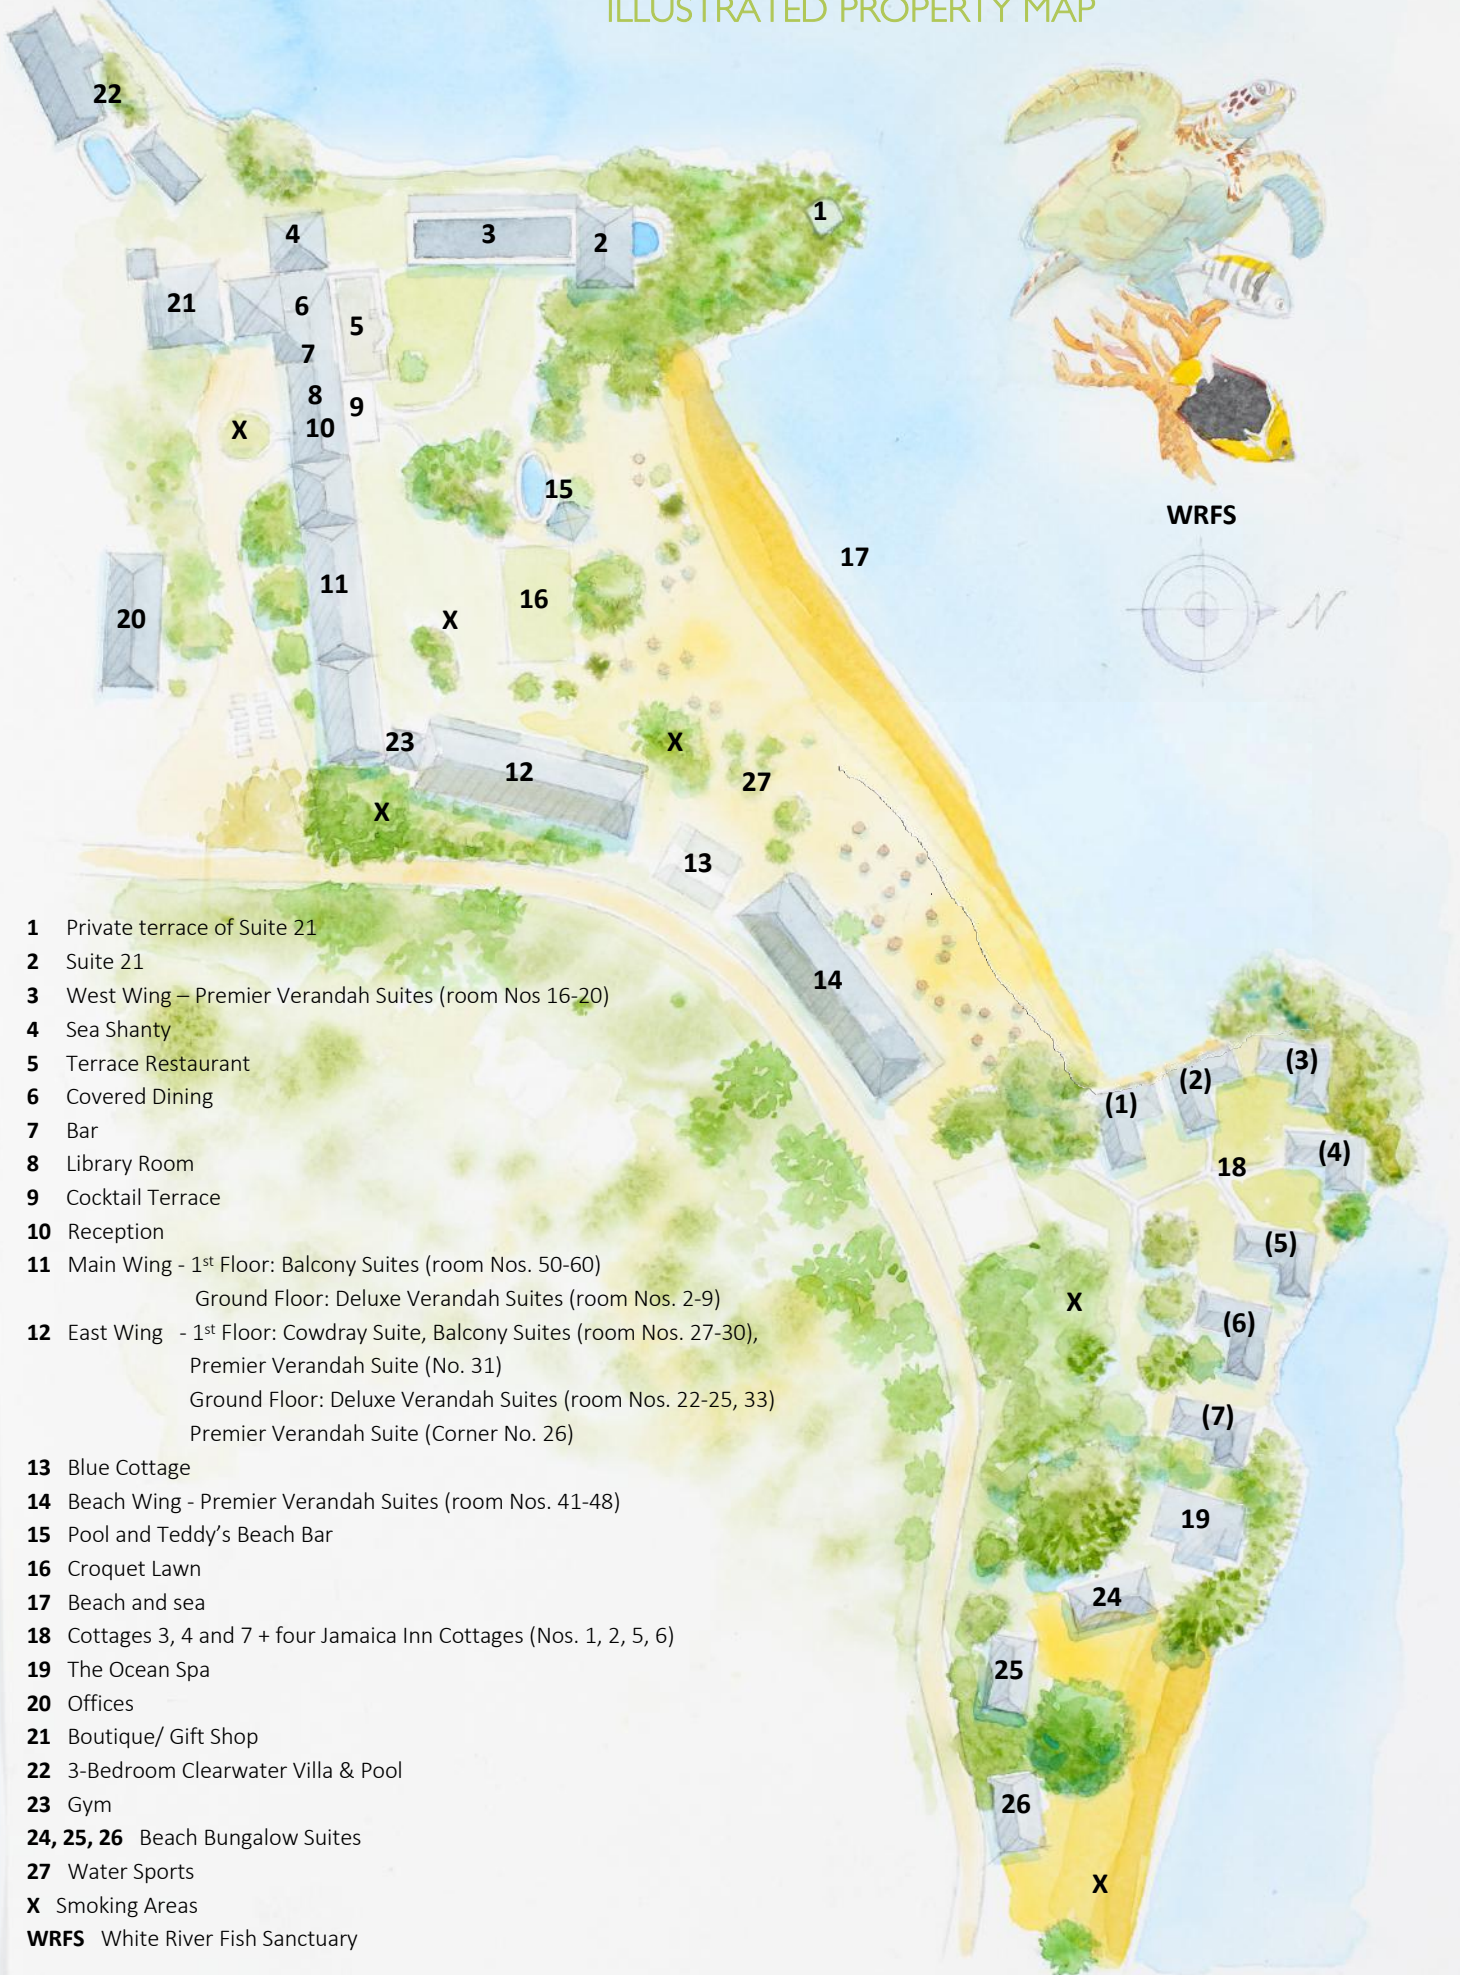 ILLUSTRATED PROPERTY MAP
22
1
4
3
2
21
6
5
7
8
9
10
X
15
WRFS
17
N
11
16
20
X
23
12
X
27
X
13
14
(1)
(2)
(3)
(4)
18
(5)
X
(6)
(7)
19
24
25
26
X
1 Private terrace of Suite 21
2 Suite 21
3 West Wing – Premier Verandah Suites (room Nos 16-20)
4 Sea Shanty
5 Terrace Restaurant
6 Covered Dining
7 Bar
8 Library Room
9 Cocktail Terrace
10 Reception
11 Main Wing - 1st Floor: Balcony Suites (room Nos. 50-60)
Ground Floor: Deluxe Verandah Suites (room Nos. 2-9)
12 East Wing - 1st Floor: Cowdray Suite, Balcony Suites (room Nos. 27-30),
Premier Verandah Suite (No. 31)
Ground Floor: Deluxe Verandah Suites (room Nos. 22-25, 33)
Premier Verandah Suite (Corner No. 26)
13 Blue Cottage
14 Beach Wing - Premier Verandah Suites (room Nos. 41-48)
15 Pool and Teddy’s Beach Bar
16 Croquet Lawn
17 Beach and sea
18 Cottages 3, 4 and 7 + four Jamaica Inn Cottages (Nos. 1, 2, 5, 6)
19 The Ocean Spa
20 Offices
21 Boutique/ Gift Shop
22 3-Bedroom Clearwater Villa & Pool
23 Gym
24, 25, 26 Beach Bungalow Suites
27 Water Sports
X Smoking Areas
WRFS White River Fish Sanctuary